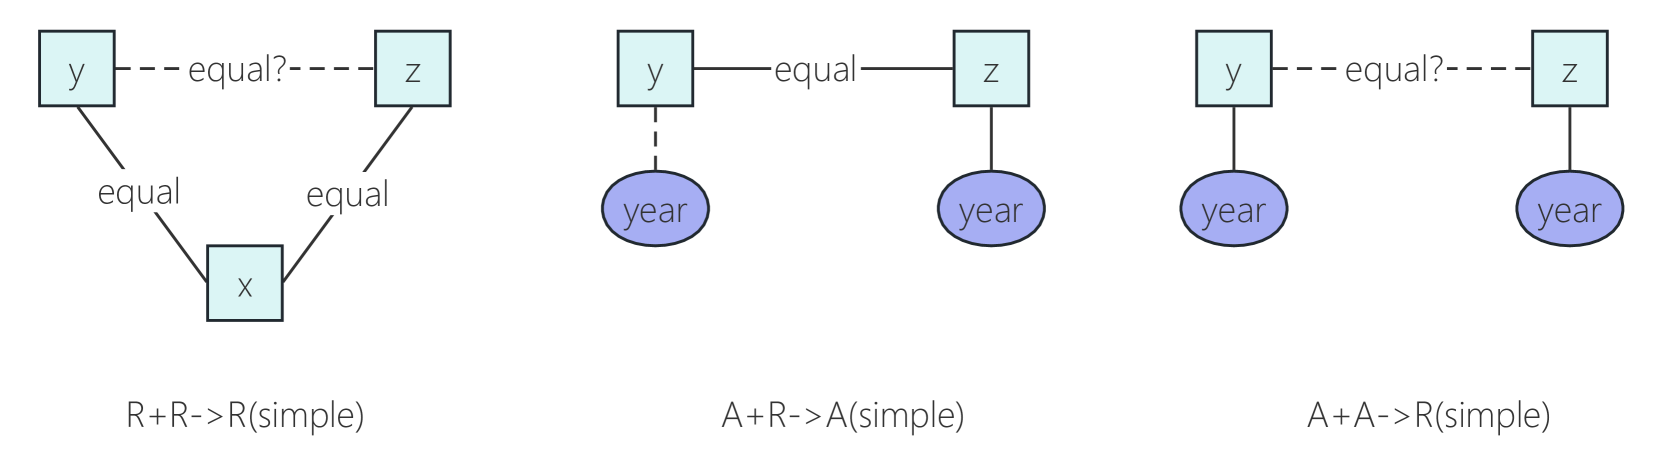 y equal? z
equal equal
x
R+R->R(simple)
y equal z
year year
A+R->A(simple)
y equal? z
year year
A+A->R(simple)